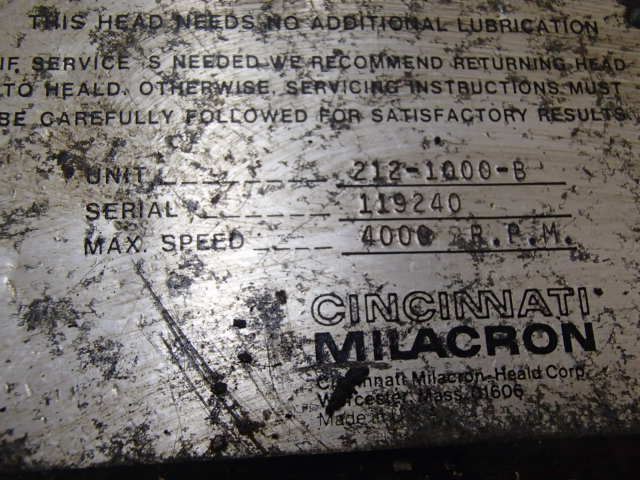 THIS HEAD NEEDS NO ADDITIONAL LUBRICATION
IF SERVICE S NEEDED WE RECOMMEND RETURNING HEAD
TO HEALD. OTHERWISE, SERVICING INSTRUCTIONS MUST
BE CAREFULLY FOLLOWED FOR SATISFACTORY RESULTS
UNIT 212-1000-B
SERIAL 119240
MAX. SPEED 4000 R.P.M.
CINCINNATI
MILACRON
Cincinnati Milacron-Heald Corp.
Worcester, Mass. 01606
Made in